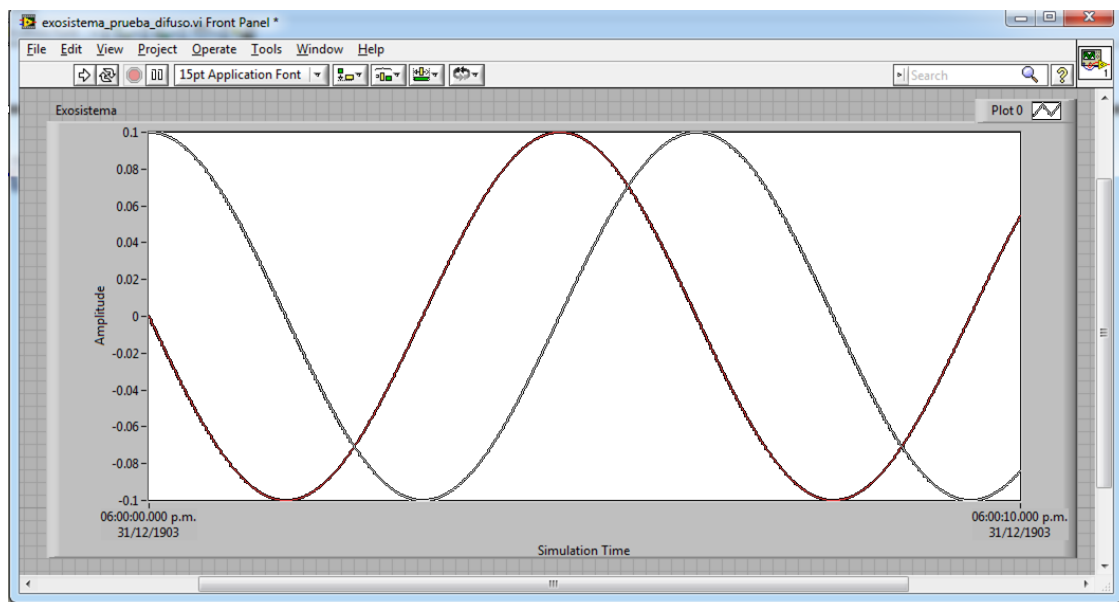 exosistema_prueba_difuso.vi Front Panel *
File Edit View Project Operate Tools Window Help
15pt Application Font Search
1
Exosistema Plot 0
0.1
0.08
0.06
0.04
0.02
0
-0.02
-0.04
-0.06
-0.08
-0.1
Amplitude
06:00:00.000 p.m. 06:00:10.000 p.m.
31/12/1903 31/12/1903
Simulation Time